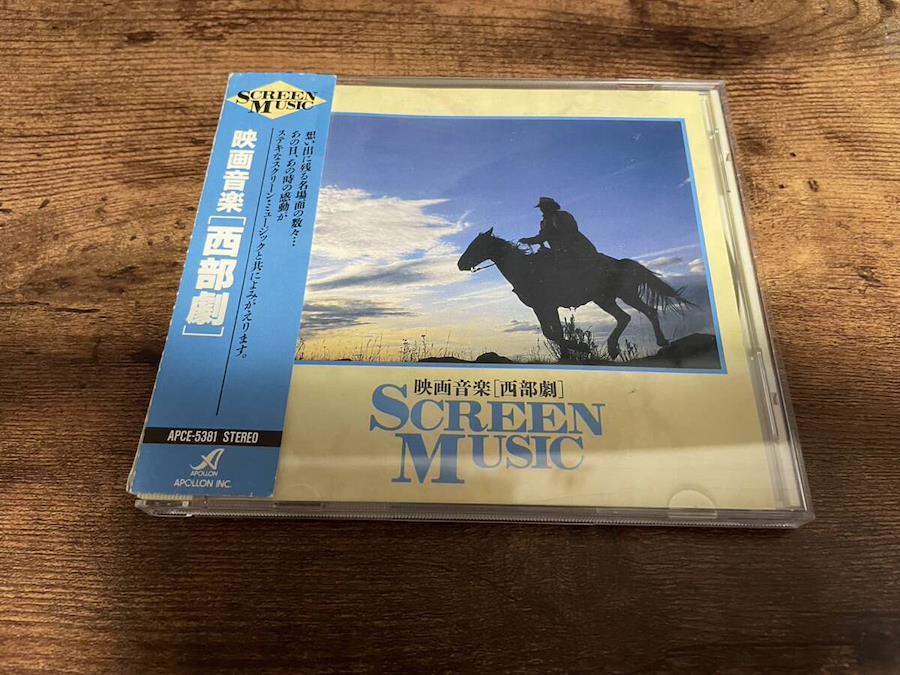 SCREEN
MUSIC
映画音楽[西部劇]
想い出に残る名場面の数々…
あの日、あの時の感動が
ステキなスクリーン・ミュージックと共によみがえります。
APCE-5381 STEREO
APOLLON
APOLLON INC.
映画音楽[西部劇]
SCREEN
MUSIC